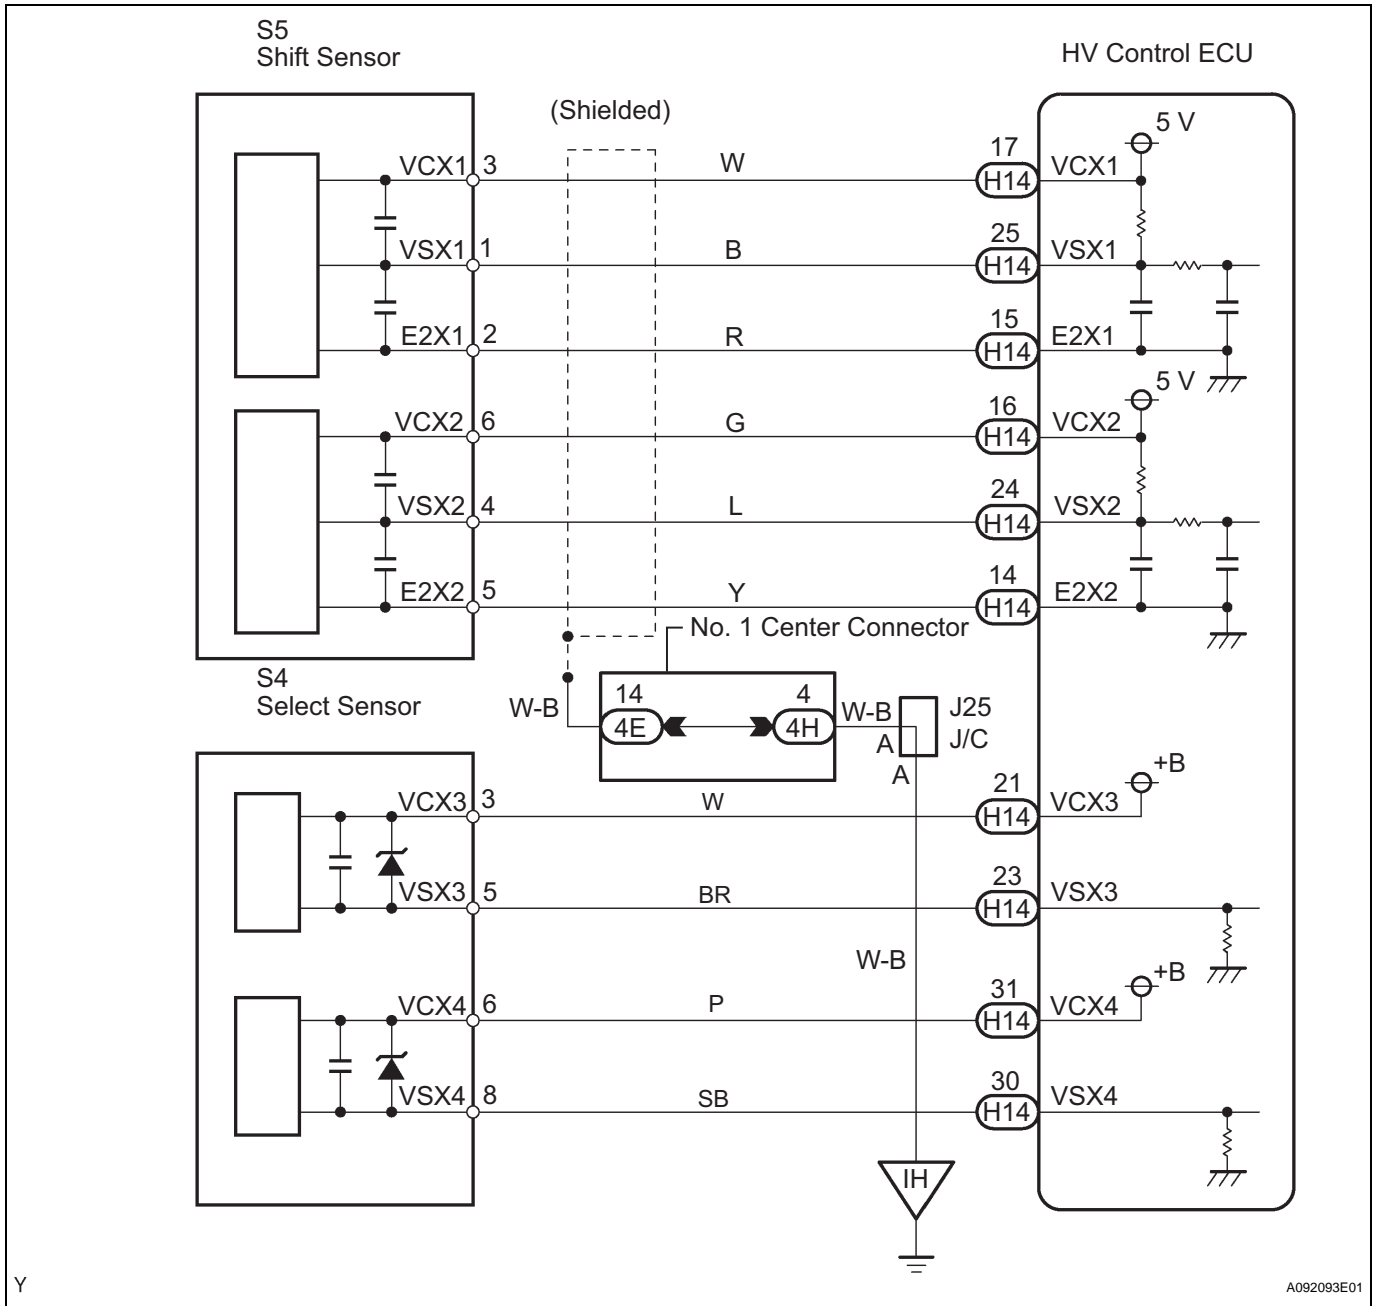 S5
Shift Sensor
HV Control ECU
(Shielded)
5 V
VCX1 3 W 17 H14 VCX1
VSX1 1 B 25 H14 VSX1
E2X1 2 R 15 H14 E2X1
5 V
VCX2 6 G 16 H14 VCX2
VSX2 4 L 24 H14 VSX2
E2X2 5 Y 14 H14 E2X2
No. 1 Center Connector
S4
Select Sensor
W-B 14 4E 4 4H W-B J25
A J/C
A
+B
VCX3 3 W 21 H14 VCX3
VSX3 5 BR 23 H14 VSX3
W-B
+B
VCX4 6 P 31 H14 VCX4
VSX4 8 SB 30 H14 VSX4
IH
Y
A092093E01